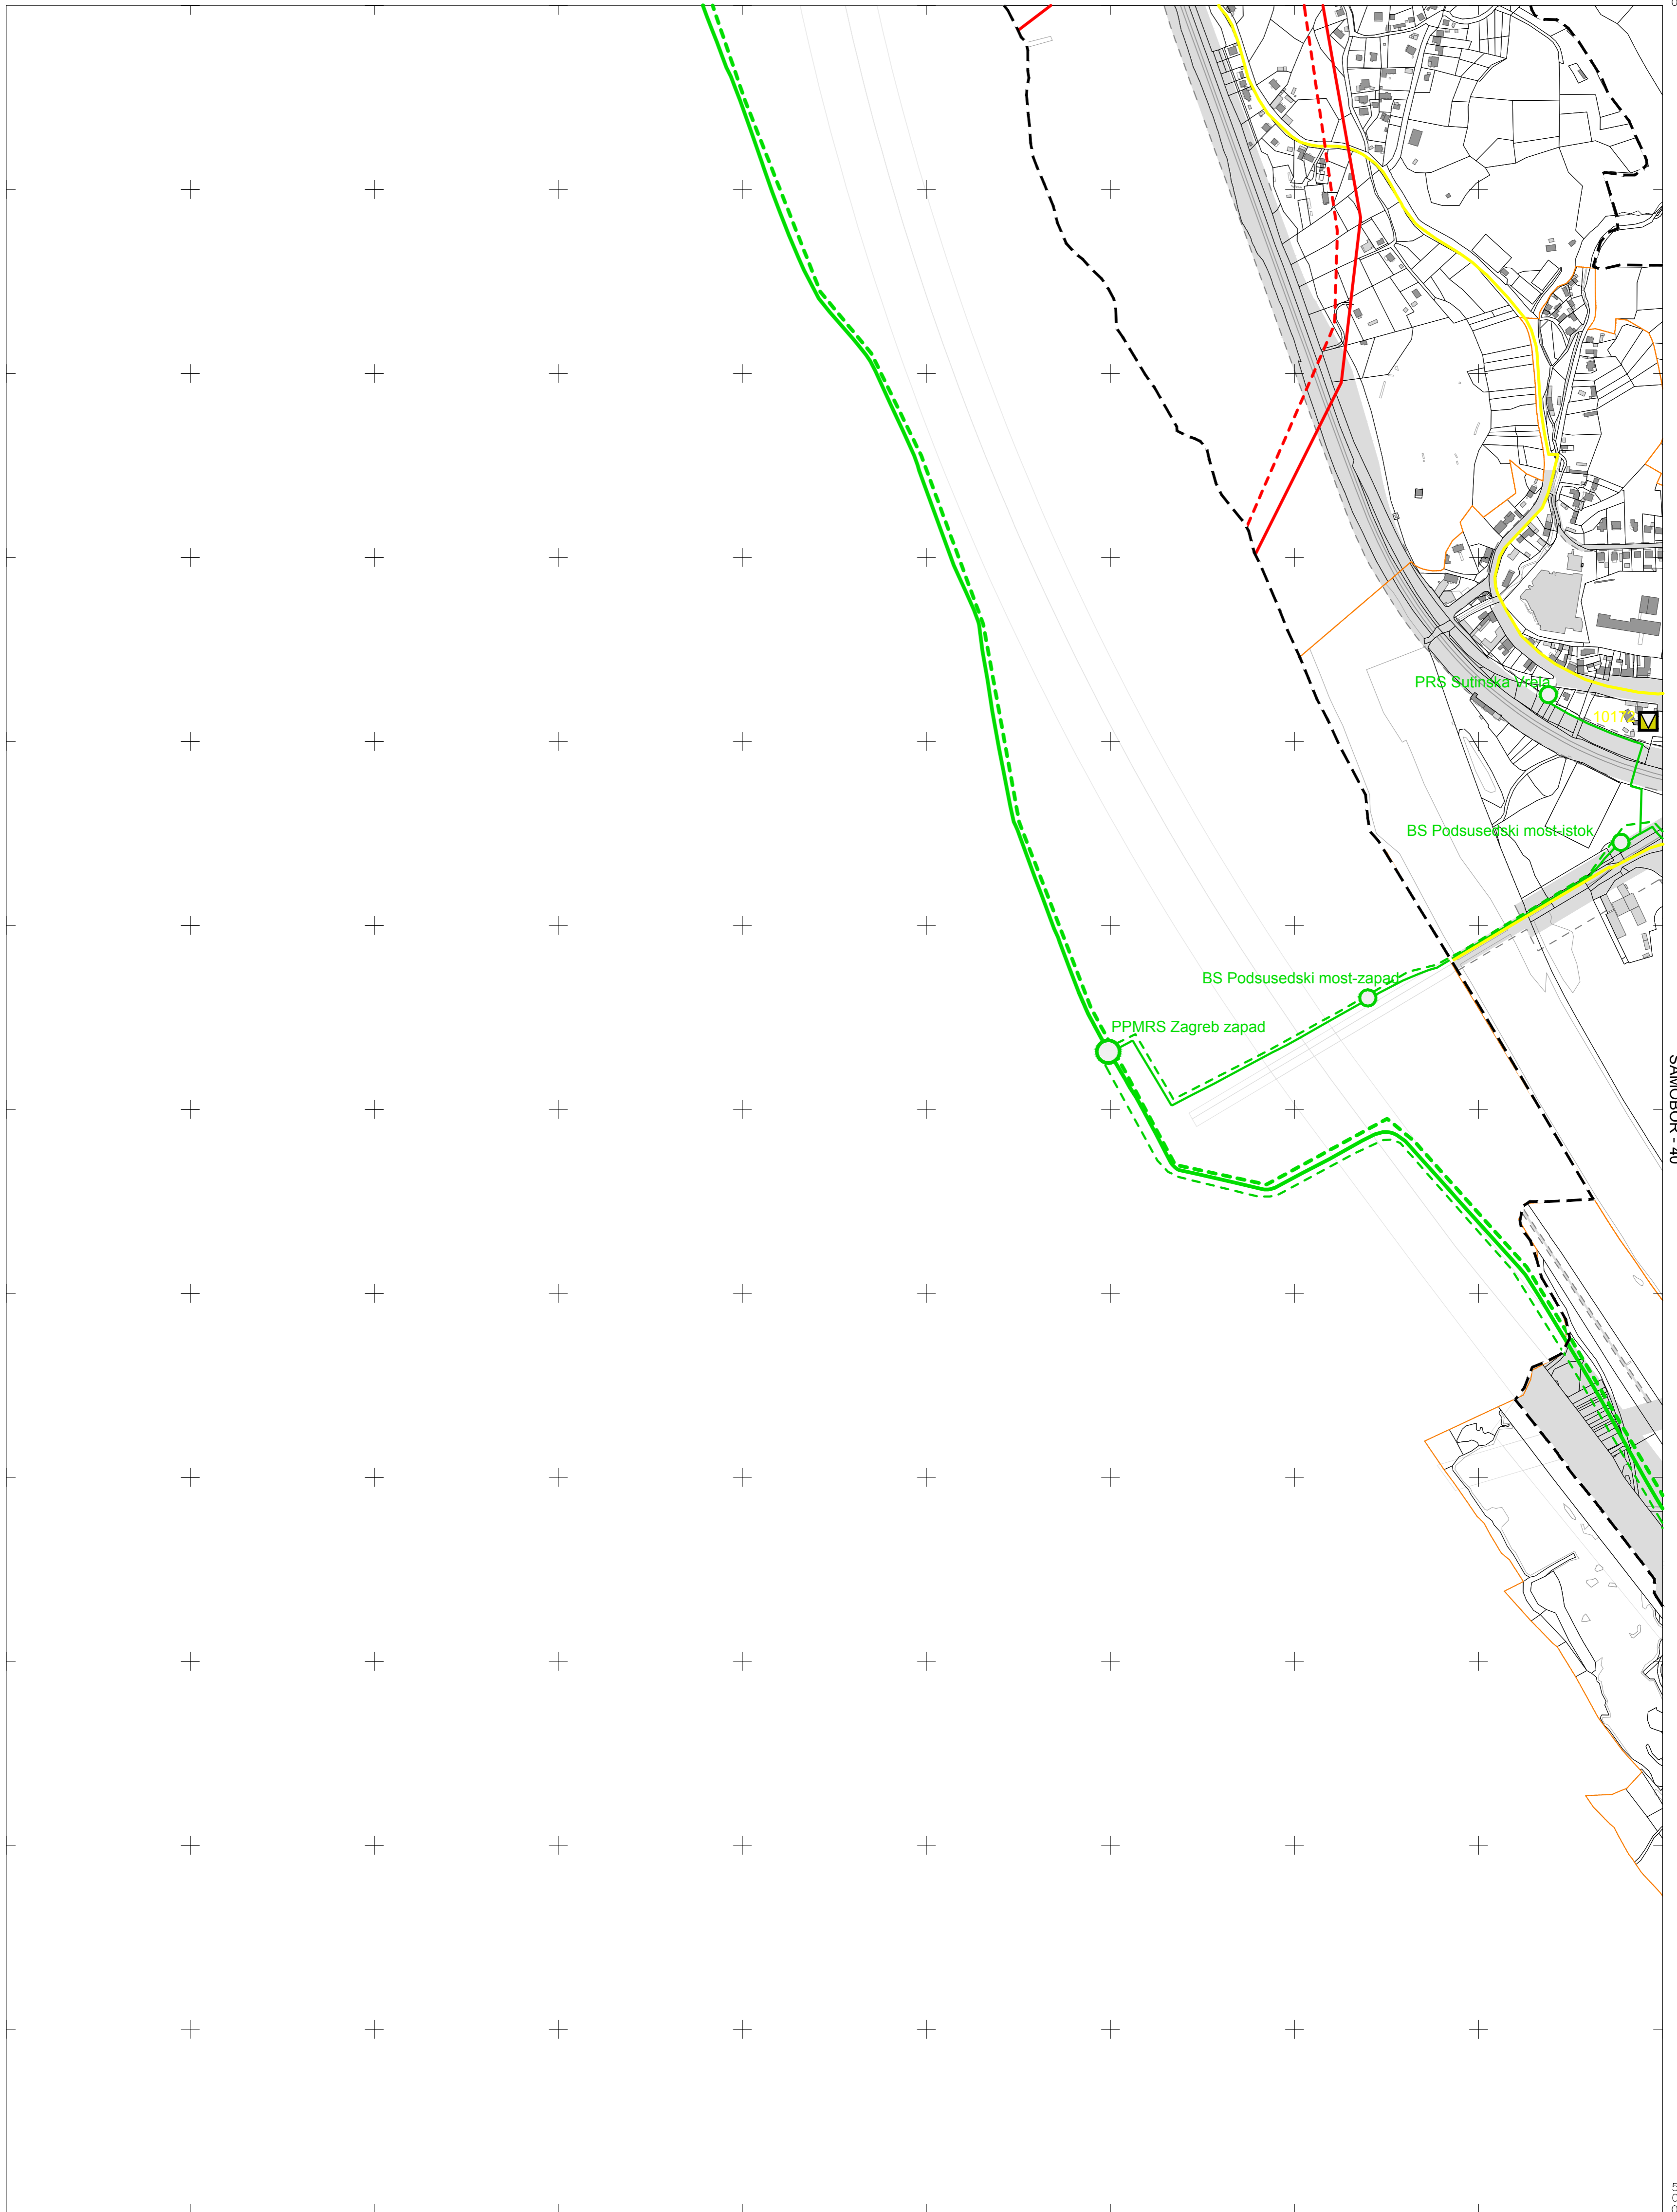 PRS Sutinska Vrela
BS Podsusedski most-istok
BS Podsusedski most-zapad
PPMRS Zagreb zapad
SAMOBOR - 40